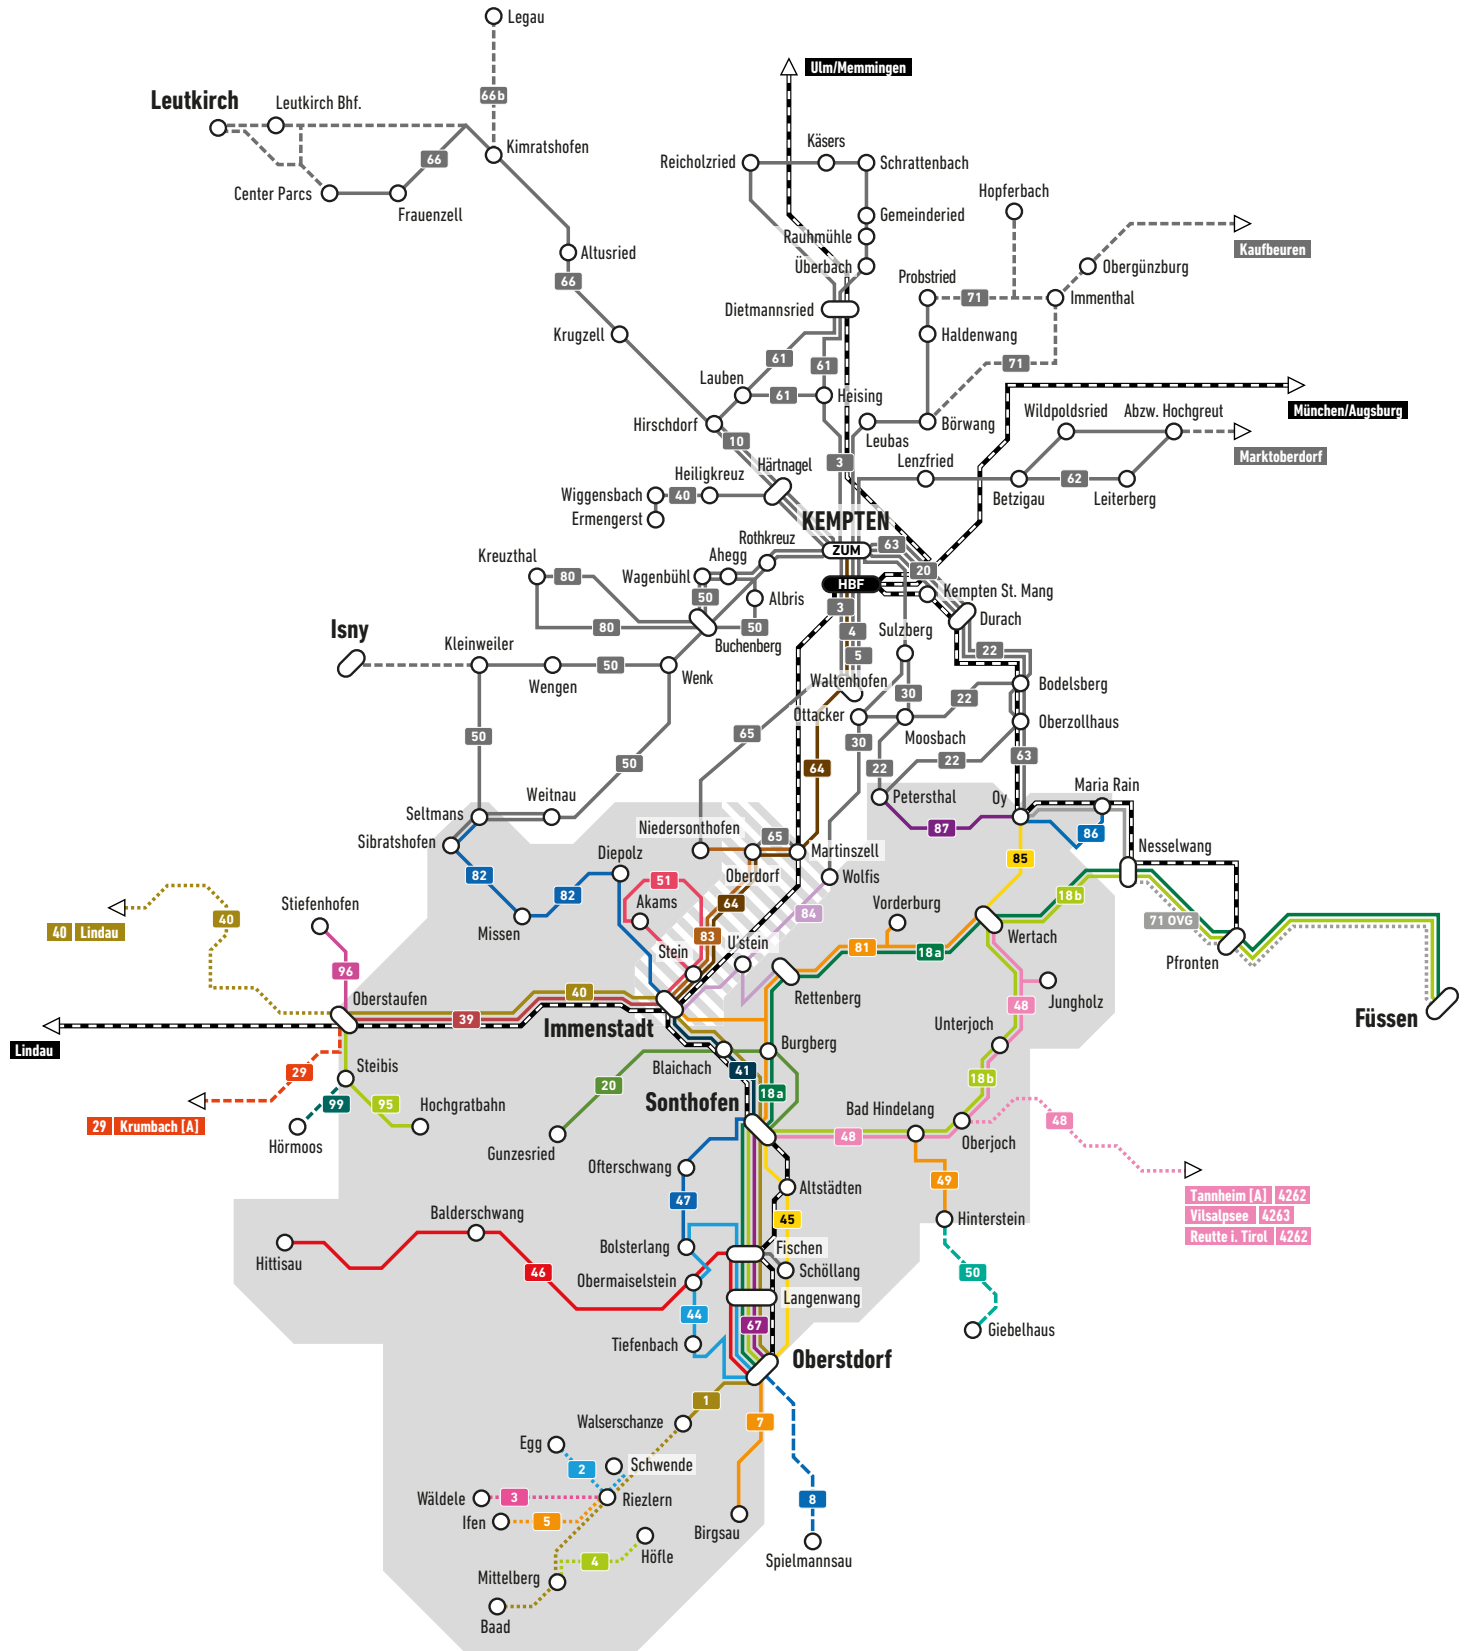 Legau
Ulm/Memmingen
66b
Leutkirch
Leutkirch Bhf.
Kimratshofen
66
Center Parcs
Frauenzell
Reicholzried
Käsers
Schrattenbach
Hopferbach
Gemeinderied
Rauhmühle
Überbach
Kaufbeuren
Altusried
66
Obergünzburg
Probstried
71
Immenthal
Dietmannsried
Krugzell
Haldenwang
61
61
71
Lauben
61
Heising
Hirschdorf
10
Leubas
Börwang
Wildpoldsried
Abzw. Hochgreut
München/Augsburg
Marktoberdorf
3
Lenzfried
Härtnagel
Heiligkreuz
Wiggensbach
40
Ermengerst
Betzigau
62
Leiterberg
KEMPTEN
ZUM
63
HBF
20
Kempten St. Mang
Rothkreuz
Ahegg
Kreuzthal
80
Wagenbühl
50
Albris
80
50
Buchenberg
3
4
5
Sulzberg
Durach
22
Isny
Kleinweiler
50
Wengen
Wenk
Waltenhofen
30
22
Bodelsberg
Ottacker
Moosbach
Oberzollhaus
50
50
65
30
22
22
63
64
Weitnau
Seltmans
Sibratshofen
Petersthal
Oy
Maria Rain
87
86
Niedersonthofen
65
Martinszell
Oberdorf
Wolfis
85
Nesselwang
Diepolz
82
82
51
Akams
64
84
18b
Missen
Stiefenhofen
Vorderburg
40
40 Lindau
83
Stein
U'stein
81
18a
Wertach
71 OVG
Pfronten
96
Oberstaufen
40
39
Rettenberg
48
Jungholz
Immenstadt
Füssen
Lindau
Unterjoch
Burgberg
Blaichach
41
Steibis
29
99
95
Hochgratbahn
20
18b
18a
Sonthofen
Bad Hindelang
29 Krumbach [A]
Hörmoos
Gunzesried
48
Oberjoch
48
Ofterschwang
49
47
Altstädten
Tannheim [A] 4262
Vilsalpsee 4263
Reutte i. Tirol 4262
Balderschwang
45
Hinterstein
Hittisau
Bolsterlang
Fischen
46
Obermaiselstein
Schöllang
50
Langenwang
44
67
Giebelhaus
Tiefenbach
Oberstdorf
1
Walserschanze
7
Egg
2
Schwende
Wäldele
3
Riezlern
8
Ifen
5
Birgsau
Höfle
4
Spielmannsau
Mittelberg
Baad